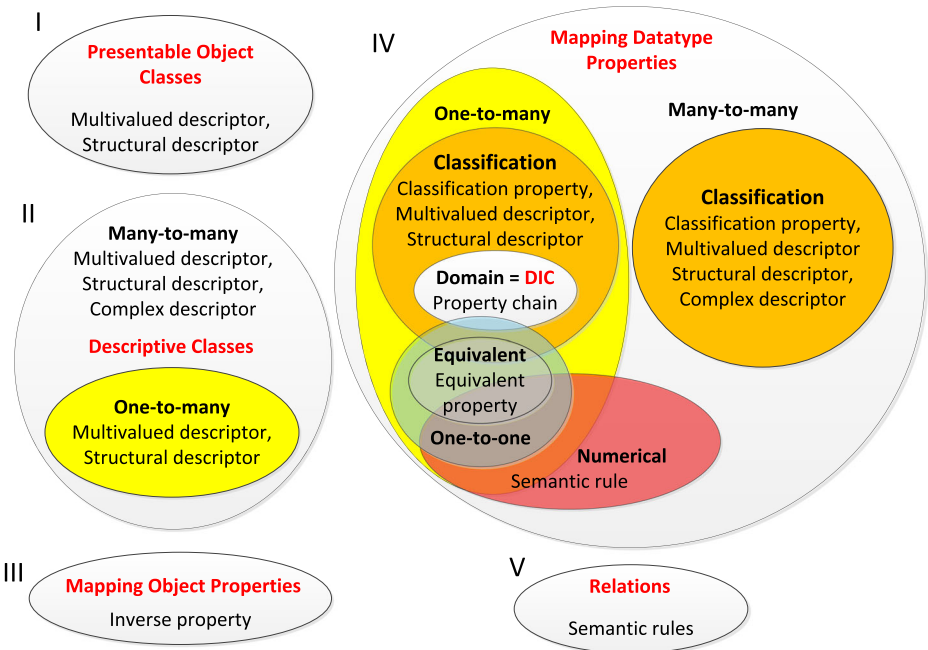 I
Presentable Object
Classes
Multivalued descriptor,
Structural descriptor
II
Many-to-many
Multivalued descriptor,
Structural descriptor,
Complex descriptor
Descriptive Classes
One-to-many
Multivalued descriptor,
Structural descriptor
III
Mapping Object Properties
Inverse property
IV
Mapping Datatype
Properties
One-to-many
Classification
Classification property,
Multivalued descriptor,
Structural descriptor
Domain = DIC
Property chain
Equivalent
Equivalent
property
One-to-one
Numerical
Semantic rule
Many-to-many
Classification
Classification property,
Multivalued descriptor
Structural descriptor,
Complex descriptor
V
Relations
Semantic rules